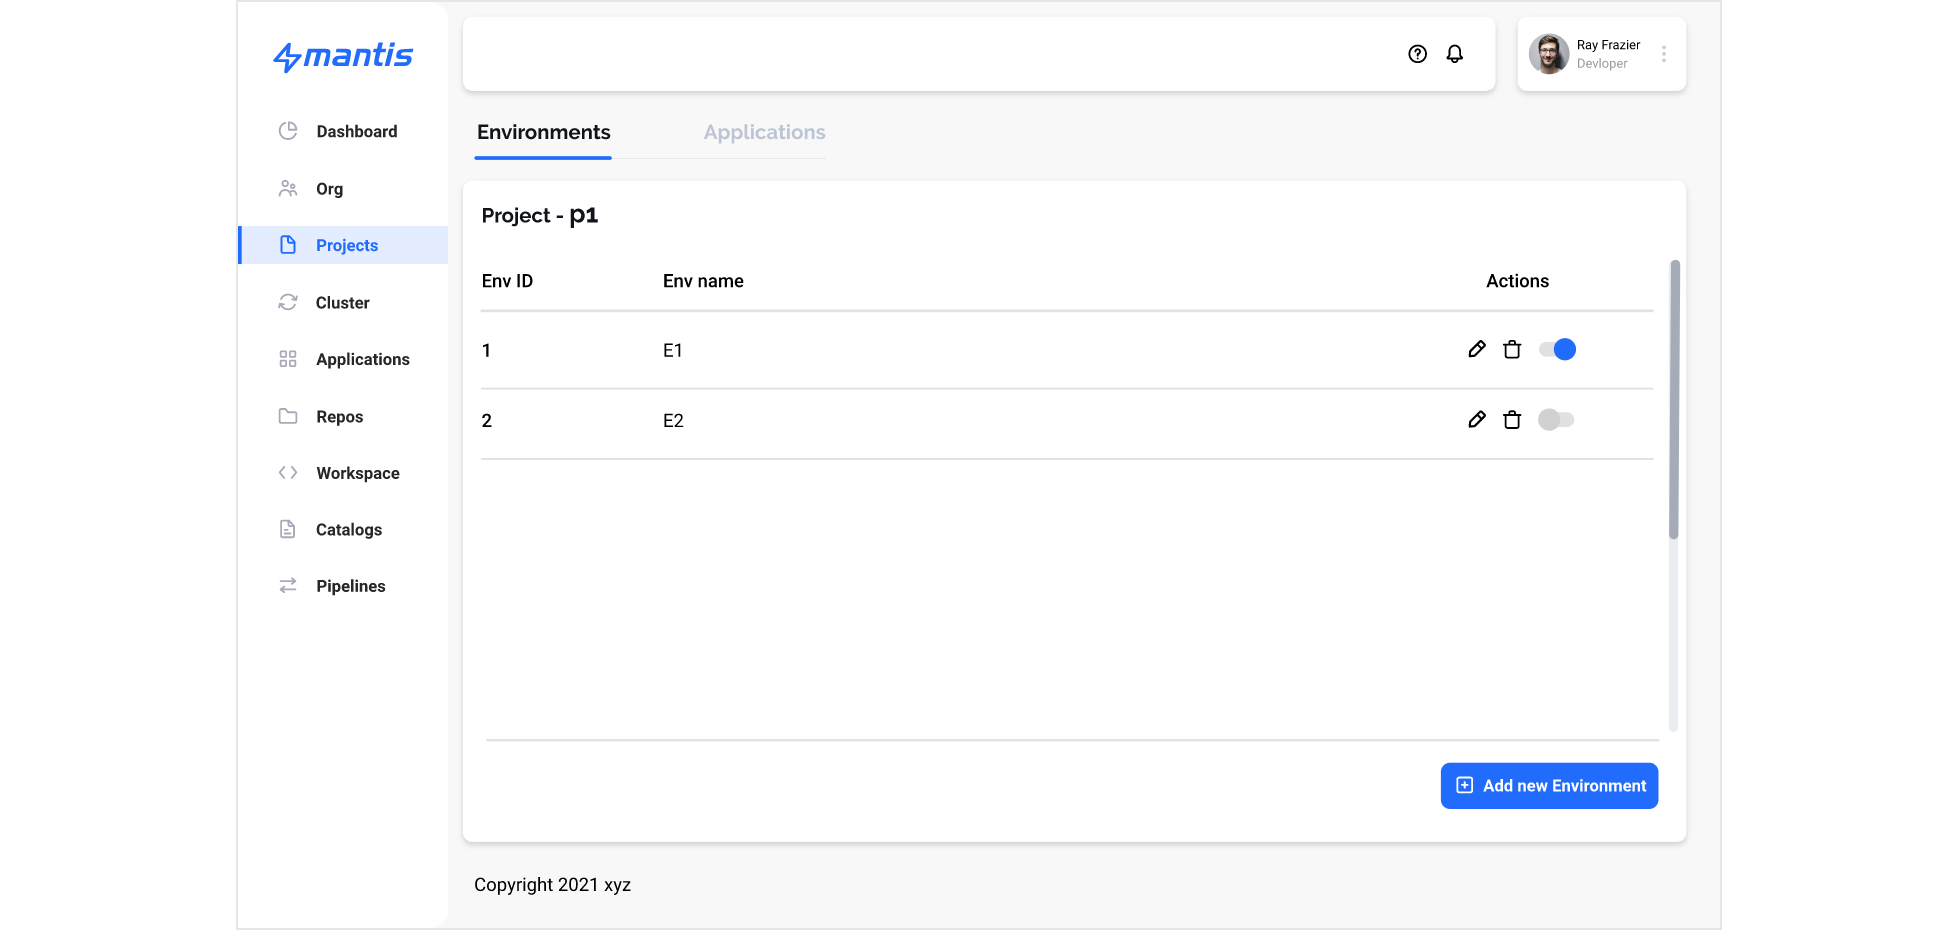 mantis
Dashboard
Org
Projects
Cluster
Applications
Repos
Workspace
Catalogs
Pipelines
Ray Frazier
Devloper
Environments Applications
Project - p1
Env ID Env name Actions
1 E1
2 E2
Add new Environment
Copyright 2021 xyz